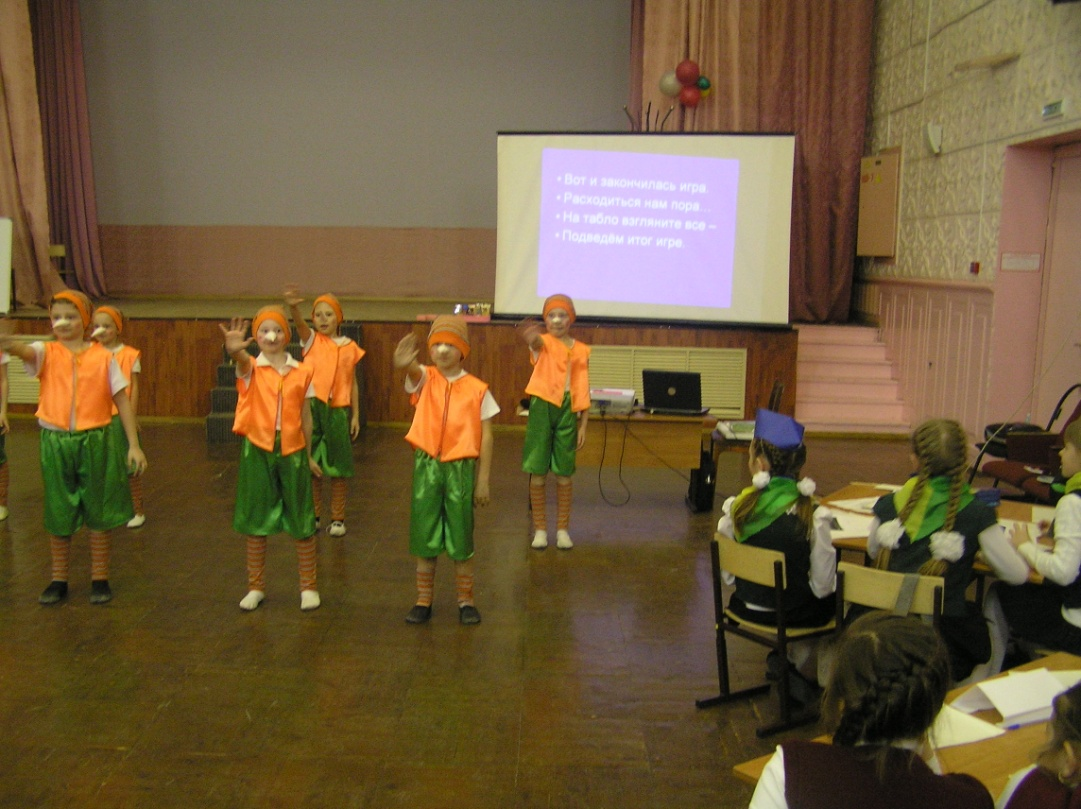 • Вот и закончилась игра.
• Расходиться нам пора...
• На табло взгляните все –
• Подведём итог игре.